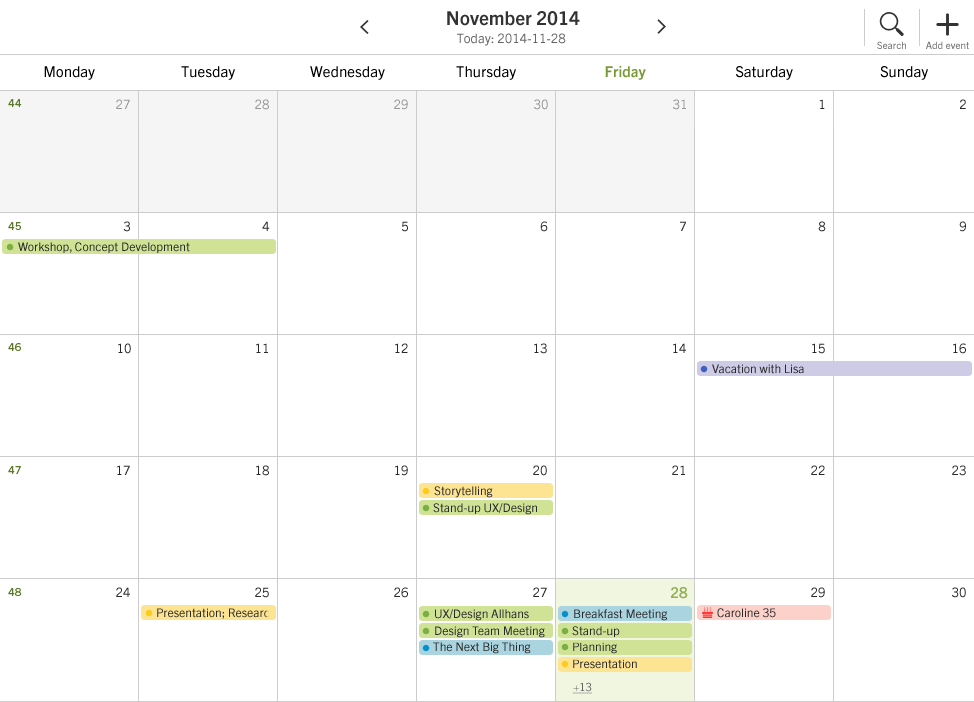 November 2014
Today: 2014-11-28
Search
Add event
Monday Tuesday Wednesday Thursday Friday Saturday Sunday
44 27 28 29 30 31 1 2
45 3 4 5 6 7 8 9
Workshop, Concept Development
46 10 11 12 13 14 15 16
Vacation with Lisa
47 17 18 19 20 21 22 23
Storytelling
Stand-up UX/Design
48 24 25 26 27 28 29 30
Presentation; Researc
UX/Design Allhans
Design Team Meeting
The Next Big Thing
Breakfast Meeting
Stand-up
Planning
Presentation
+13
Caroline 35